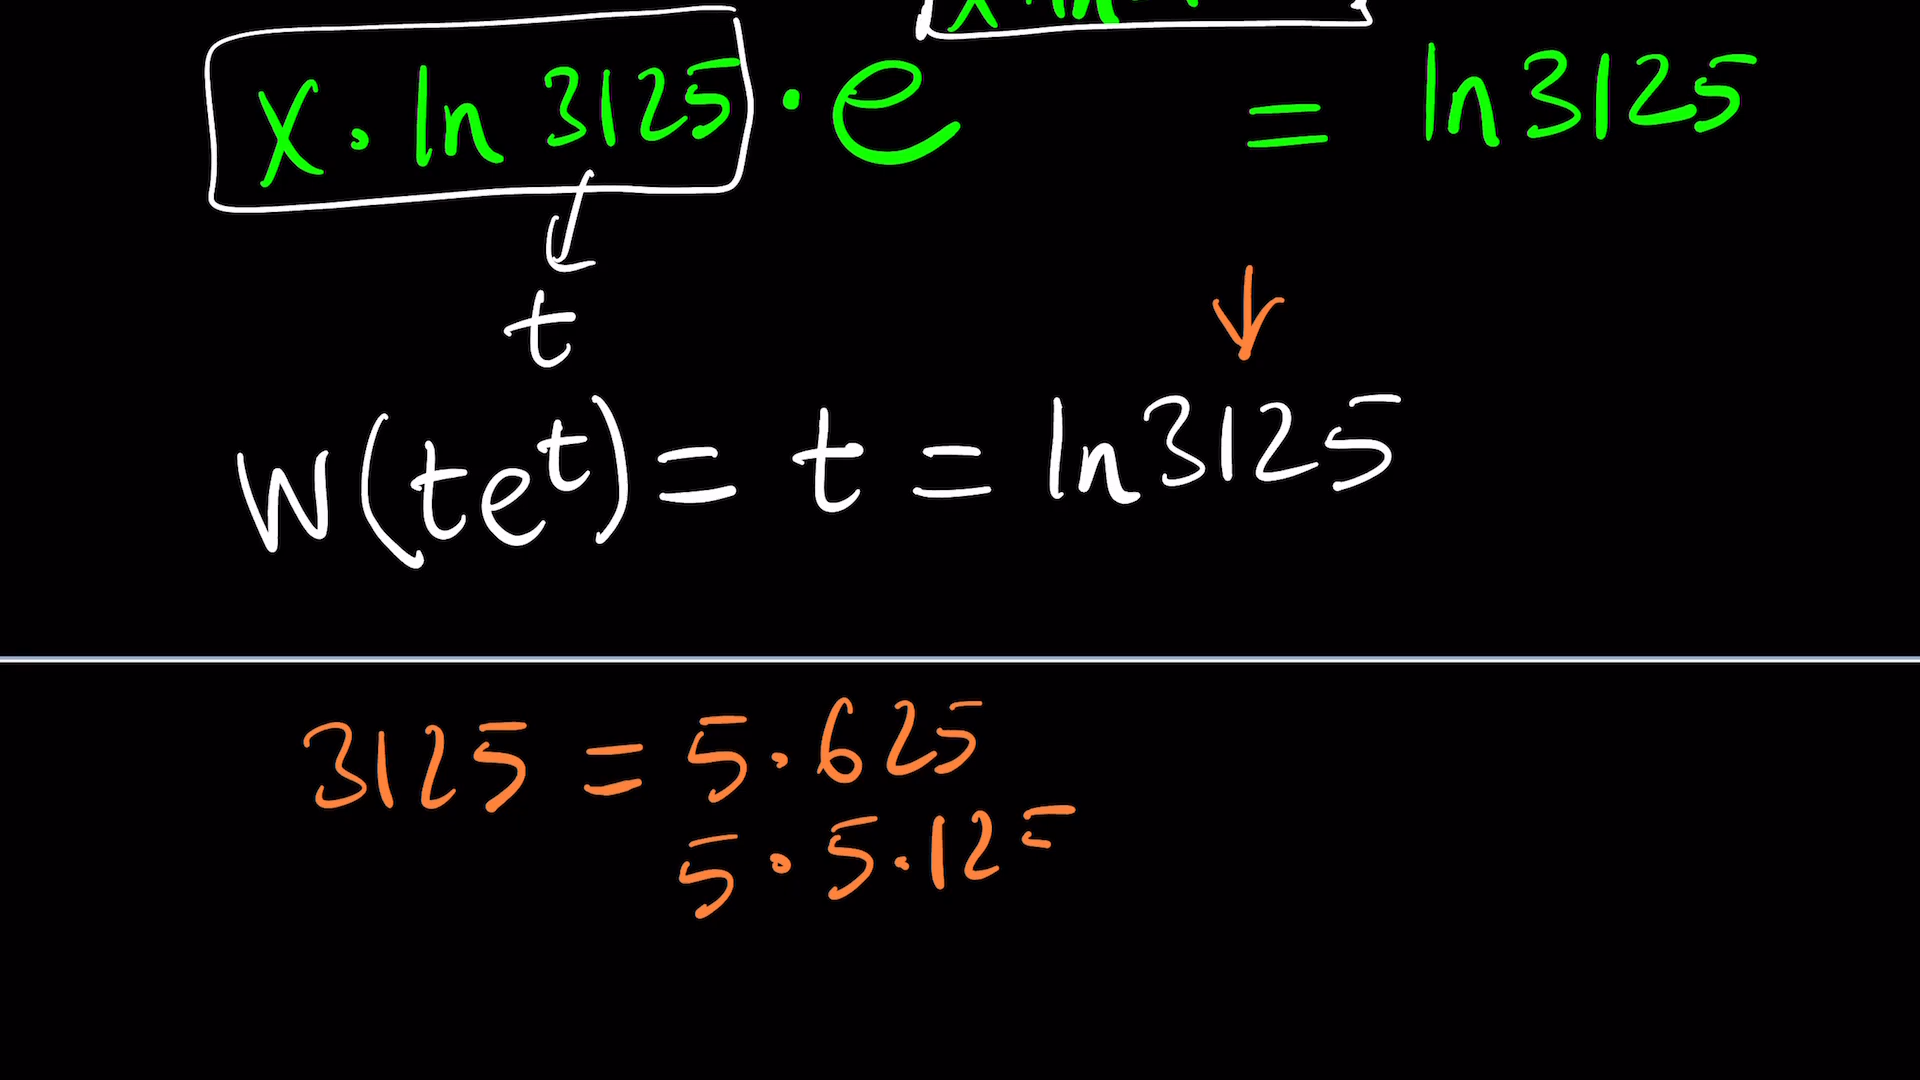 x · ln 3125 · e = ln 3125
t
W(te^t) = t = ln 3125
3125 = 5 · 625
5 · 5 · 125